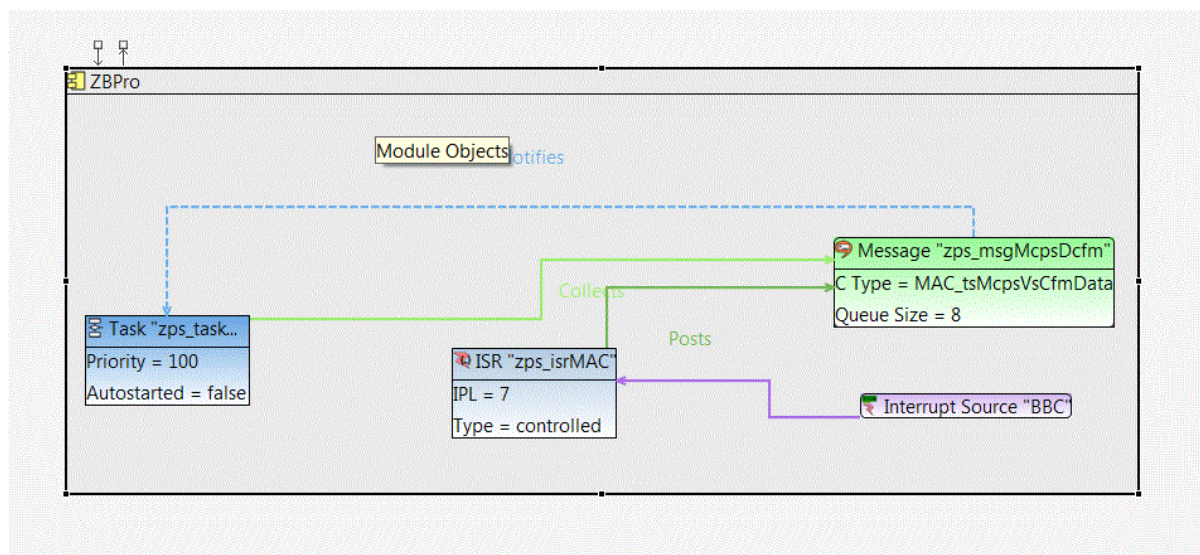 ZBPro
Module Objects
otifies
Message "zps_msgMcpsDcfm"
C Type = MAC_tsMcpsVsCfmData
Queue Size = 8
Collects
Task "zps_task...
Priority = 100
Autostarted = false
Posts
ISR "zps_isrMAC"
IPL = 7
Type = controlled
Interrupt Source "BBC"